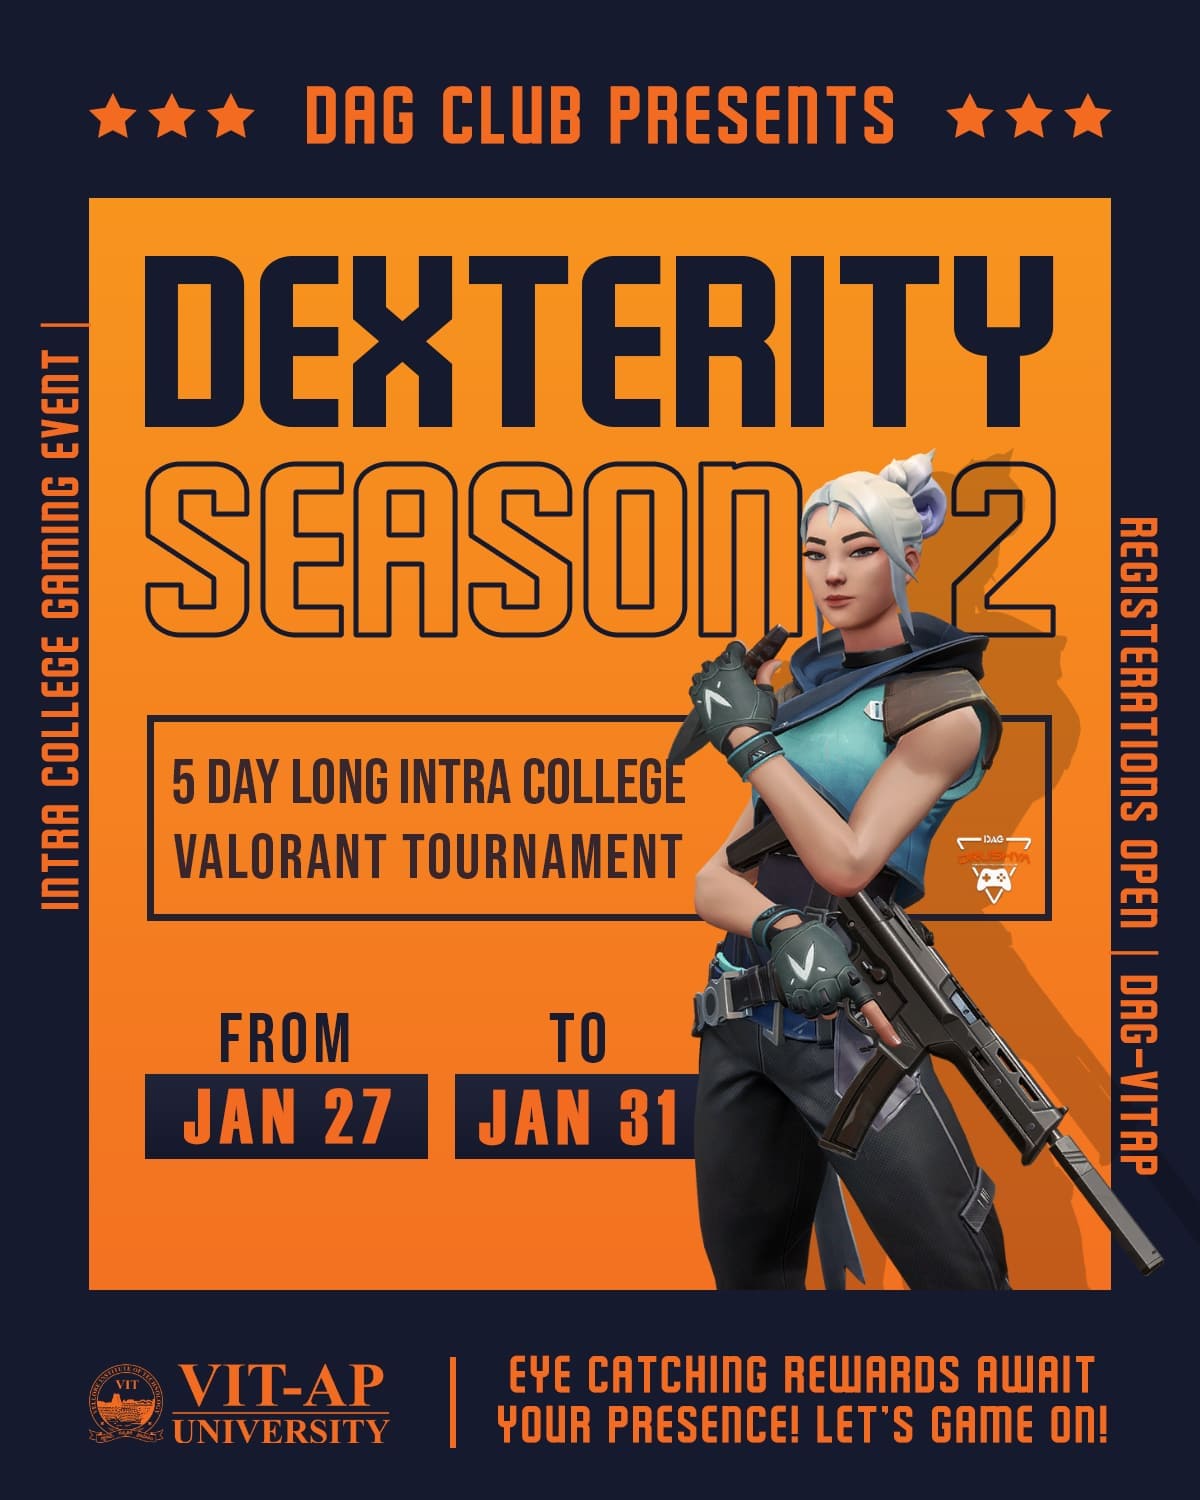 DAG CLUB PRESENTS
DEXTERITY
SEASON 2
INTRA COLLEGE GAMING EVENT |
REGISTERATIONS OPEN | DAG-VITAP
5 DAY LONG INTRA COLLEGE
VALORANT TOURNAMENT
DAG
FROM
TO
JAN 27
JAN 31
VIT
VIT-AP
UNIVERSITY
EYE CATCHING REWARDS AWAIT
YOUR PRESENCE! LET'S GAME ON!